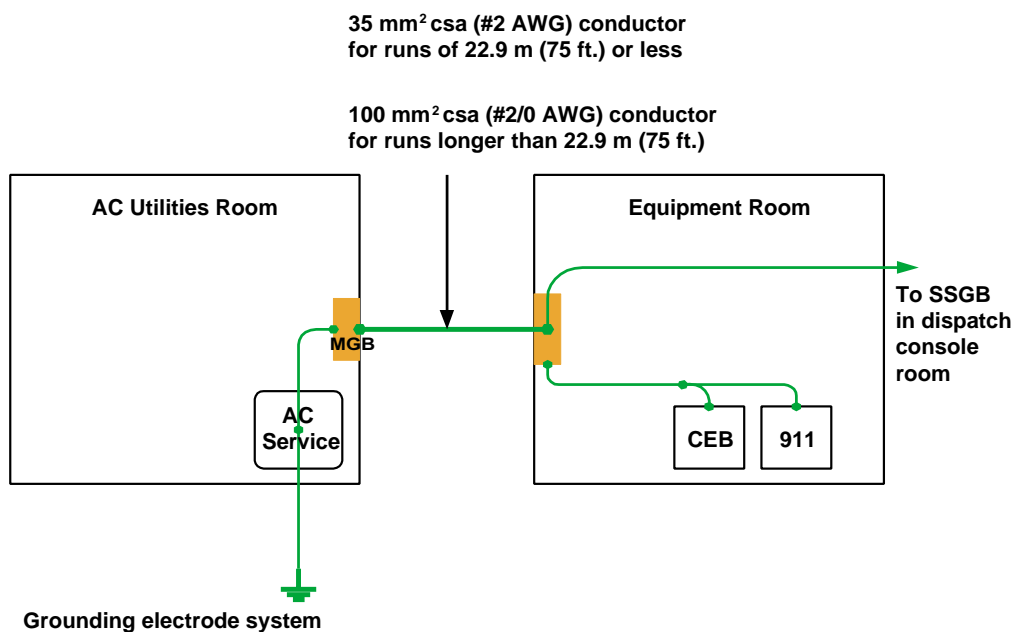 35 mm² csa (#2 AWG) conductor
for runs of 22.9 m (75 ft.) or less
100 mm² csa (#2/0 AWG) conductor
for runs longer than 22.9 m (75 ft.)
AC Utilities Room
Equipment Room
To SSGB
in dispatch
console
room
MGB
AC
Service
CEB
911
Grounding electrode system